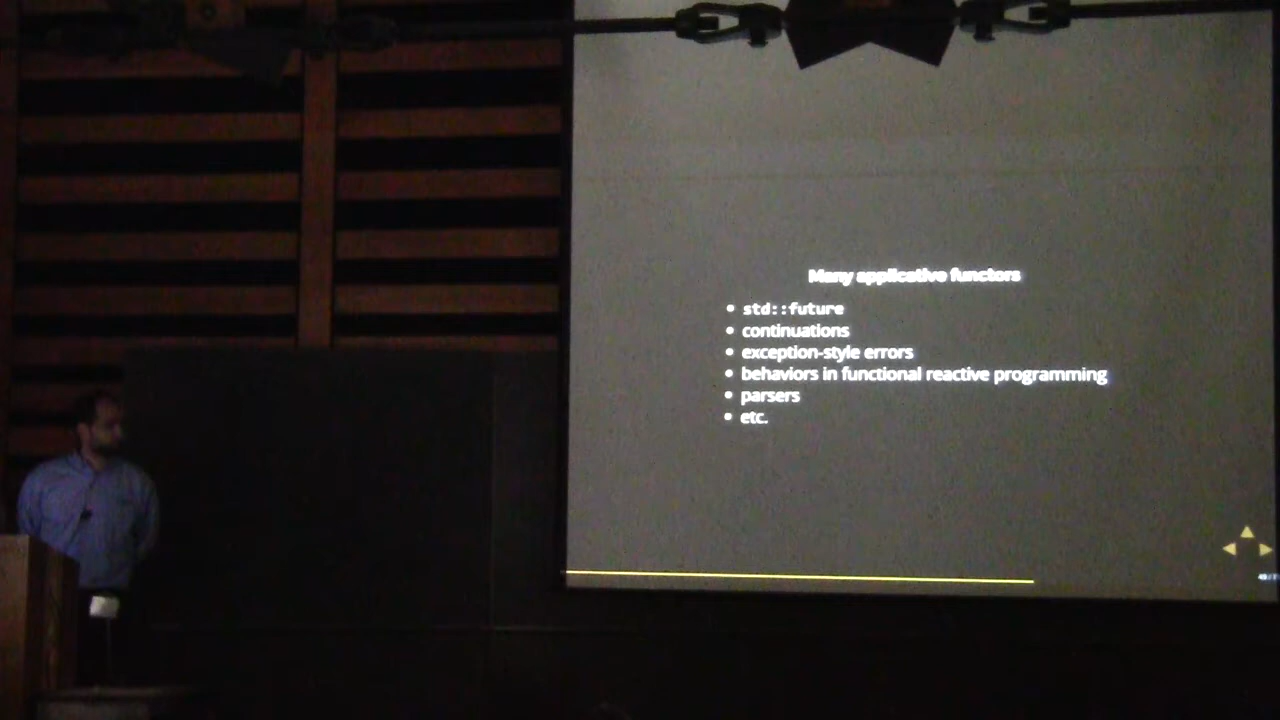 Many applicative functors
• std::future
• continuations
• exception-style errors
• behaviors in functional reactive programming
• parsers
• etc.